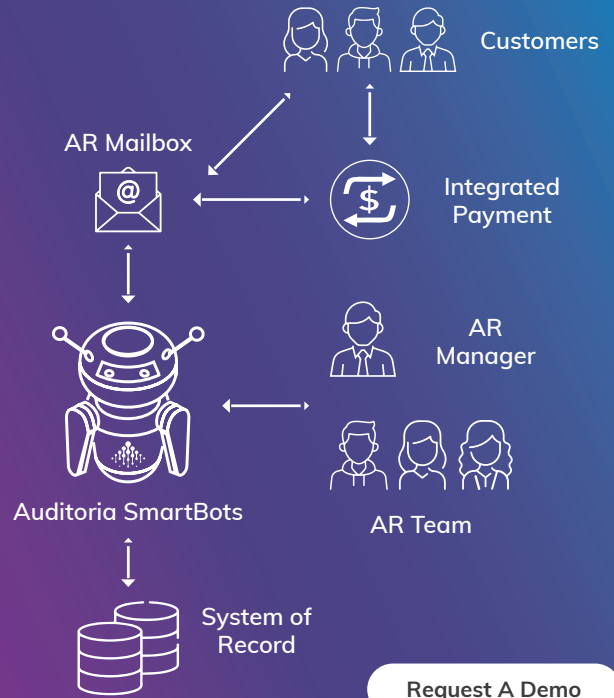 Customers
AR Mailbox
@
$
Integrated
Payment
AR
Manager
Auditoria SmartBots
AR Team
System of
Record
Request A Demo